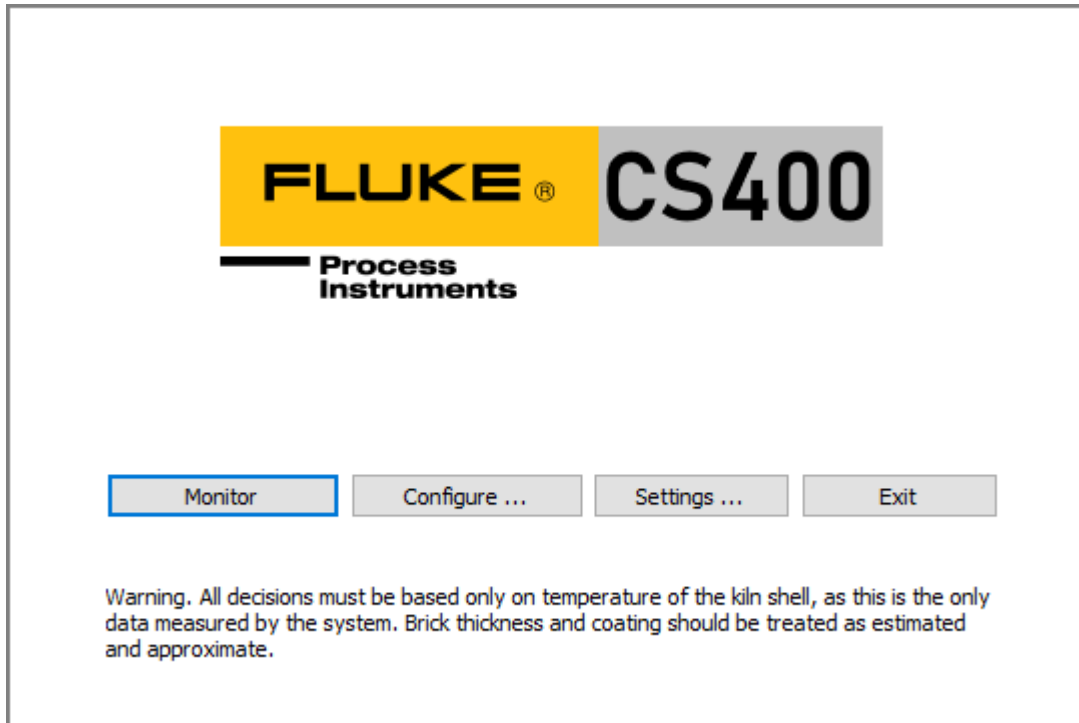 FLUKE ® CS400
Process
Instruments
Monitor Configure ... Settings ... Exit
Warning. All decisions must be based only on temperature of the kiln shell, as this is the only
data measured by the system. Brick thickness and coating should be treated as estimated
and approximate.